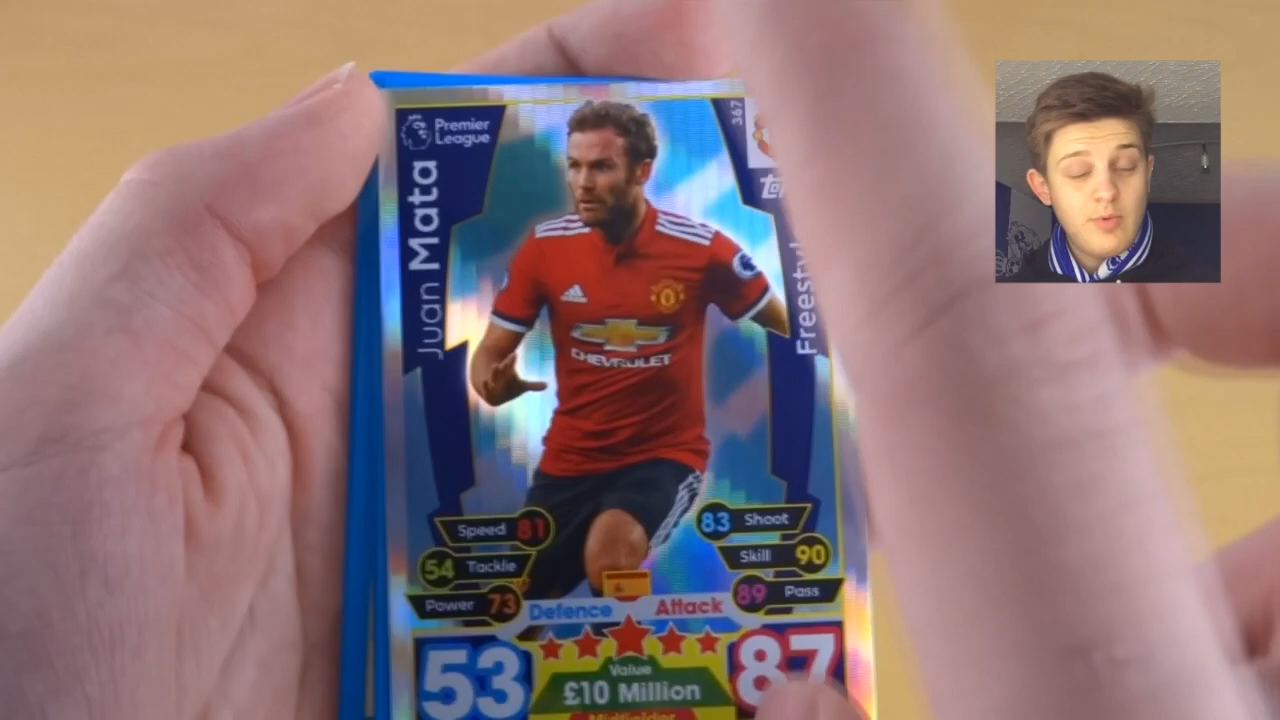 Premier
League
Juan Mata
367
Speed 81
54 Tackle
Power 73
83 Shoot
Skill 90
89 Pass
CHEVROLET
Defence Attack
53
87
Value
£10 Million
Midfielder